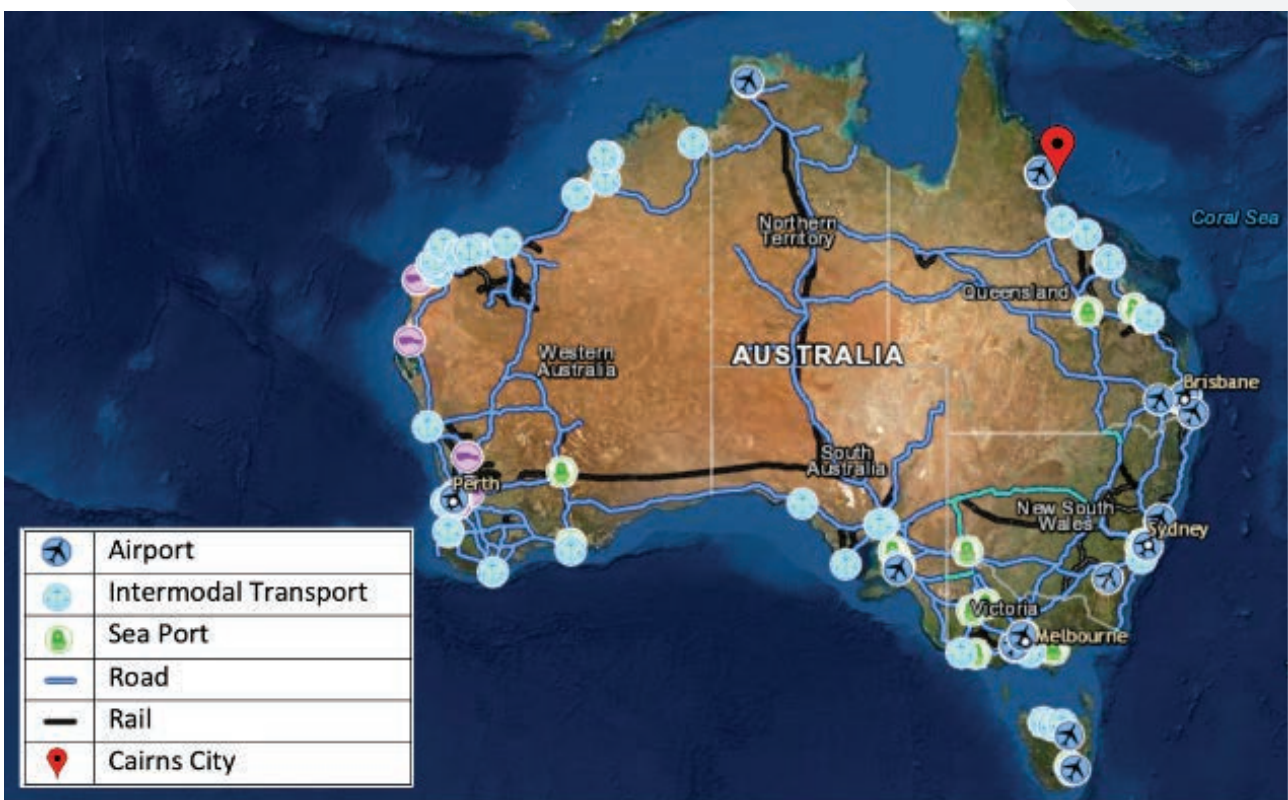 Coral Sea
Northern
Territory
Queensland
AUSTRALIA
Western
Australia
Brisbane
South
Australia
Perth
New South
Wales
Sydney
Victoria
Melbourne
Airport
Intermodal Transport
Sea Port
Road
Rail
Cairns City